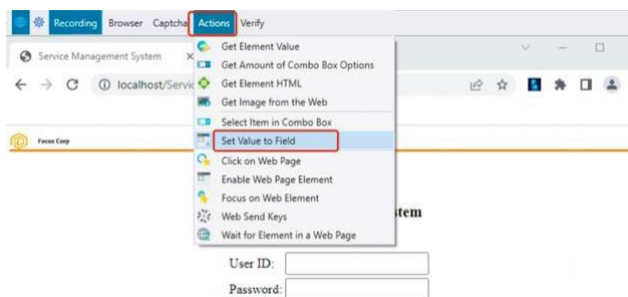 Recording Browser Captcha Actions Verify
Service Management System
localhost/Servic
Get Element Value
Get Amount of Combo Box Options
Get Element HTML
Get Image from the Web
Select Item in Combo Box
Set Value to Field
Click on Web Page
Enable Web Page Element
Focus on Web Element
Web Send Keys
Wait for Element in a Web Page
Focus Corp
stem
User ID:
Password: